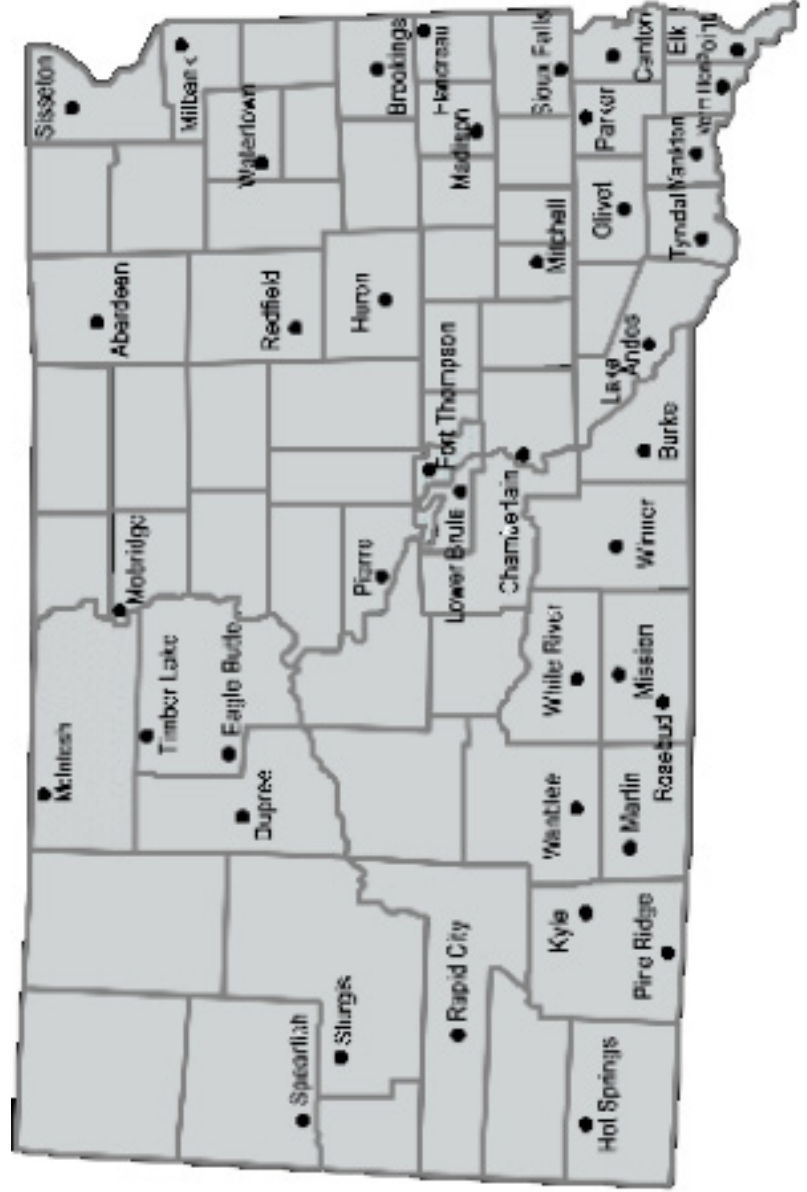 McIntosh
Mobridge
Aberdeen
Sisseton
Timber Lake
Milbank
Eagle Butte
Watertown
Dupree
Redfield
Spearfish
Sturgis
Pierre
Huron
Brookings
Fort Thompson
Flandreau
Rapid City
Lower Brule
Madison
Chamberlain
Mitchell
Sioux Falls
Kyle
Wanblee
White River
Lake
Andes
Olivet
Parker
Canton
Hot Springs
Pine Ridge
Martin
Mission
Rosebud
Winner
Burke
Tyndall
Yankton
Vermillion
Elk
Point